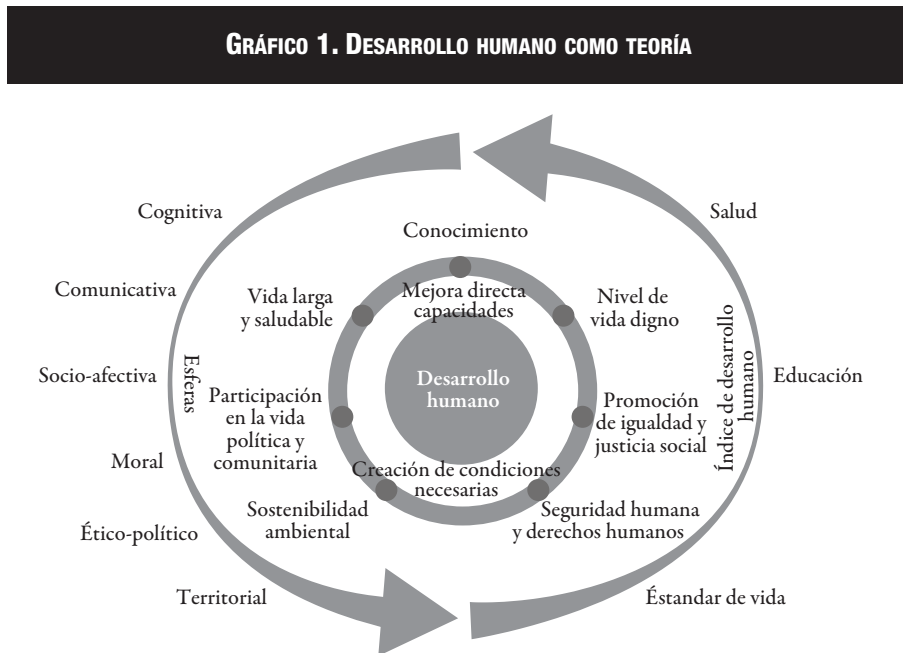 GRÁFICO 1. DESARROLLO HUMANO COMO TEORÍA
Cognitiva
Comunicativa
Socio-afectiva
Moral
Ético-político
Territorial
Esferas
Conocimiento
Vida larga
y saludable
Mejora directa
capacidades
Nivel de
vida digno
Desarrollo
humano
Participación
en la vida
política y
comunitaria
Promoción
de igualdad y
justicia social
Creación de condiciones
necesarias
Sostenibilidad
ambiental
Seguridad humana
y derechos humanos
Índice de desarrollo
humano
Salud
Educación
Éstandar de vida